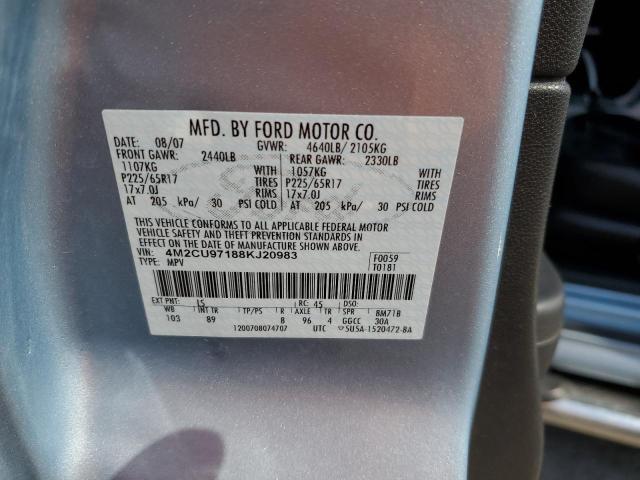 MFD. BY FORD MOTOR CO.
DATE: 08/07 GVWR: 4640LB/ 2105KG
FRONT GAWR: 2440LB REAR GAWR: 2330LB
1107KG WITH 1057KG WITH
P225/65R17 TIRES P225/65R17 TIRES
17x7.0J RIMS 17x7.0J RIMS
AT 205 kPa/ 30 PSI COLD AT 205 kPa/ 30 PSI COLD
THIS VEHICLE CONFORMS TO ALL APPLICABLE FEDERAL MOTOR
VEHICLE SAFETY AND THEFT PREVENTION STANDARDS IN
EFFECT ON THE DATE OF MANUFACTURE SHOWN ABOVE.
VIN: 4M2CU97188KJ20983 F0059
TYPE: MPV T0181
EXT PNT: LS RC: 45 DSO:
WB INT TR TP/PS R AXLE TR SPR BM71B
103 89 8 96 4 GGCC 30A
1200708074707 UTC 5U5A-1520472-BA